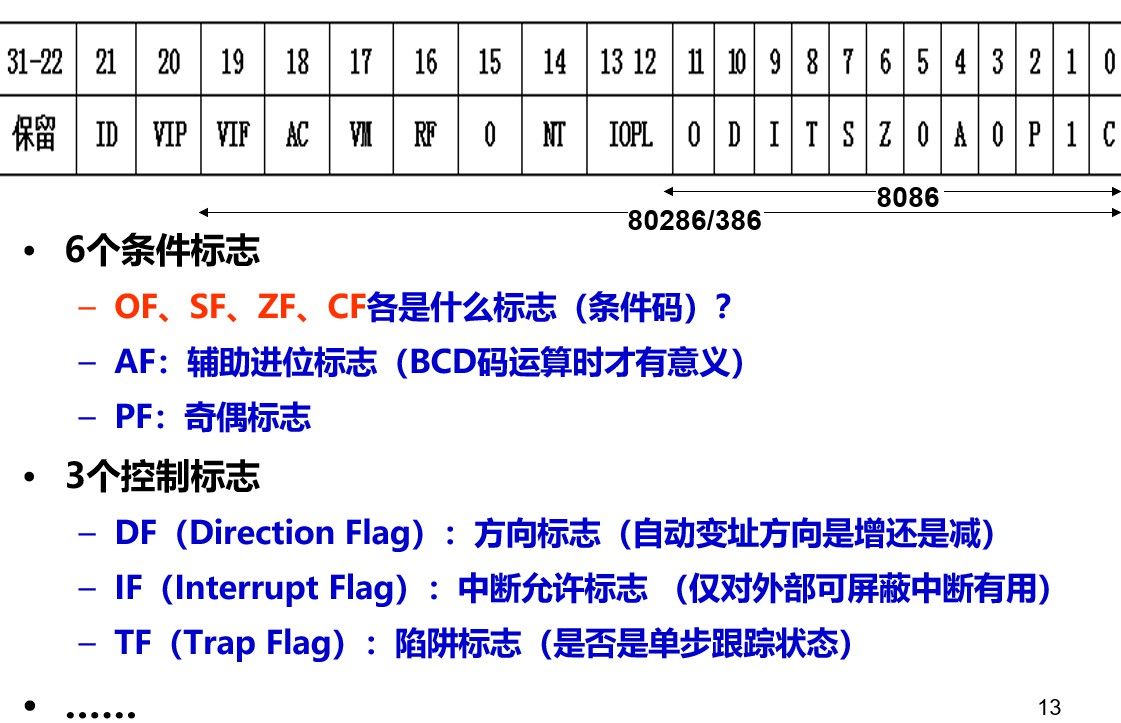 31-22 21 20 19 18 17 16 15 14 13 12 11 10 9 8 7 6 5 4 3 2 1 0
保留 ID VIP VIF AC VM RF 0 NT IOPL O D I T S Z 0 A 0 P 1 C
8086
80286/386
• 6个条件标志
– OF、SF、ZF、CF各是什么标志（条件码）？
– AF：辅助进位标志（BCD码运算时才有意义）
– PF：奇偶标志
• 3个控制标志
– DF（Direction Flag）：方向标志（自动变址方向是增还是减）
– IF（Interrupt Flag）：中断允许标志 （仅对外部可屏蔽中断有用）
– TF（Trap Flag）：陷阱标志（是否是单步跟踪状态）
• ……
13